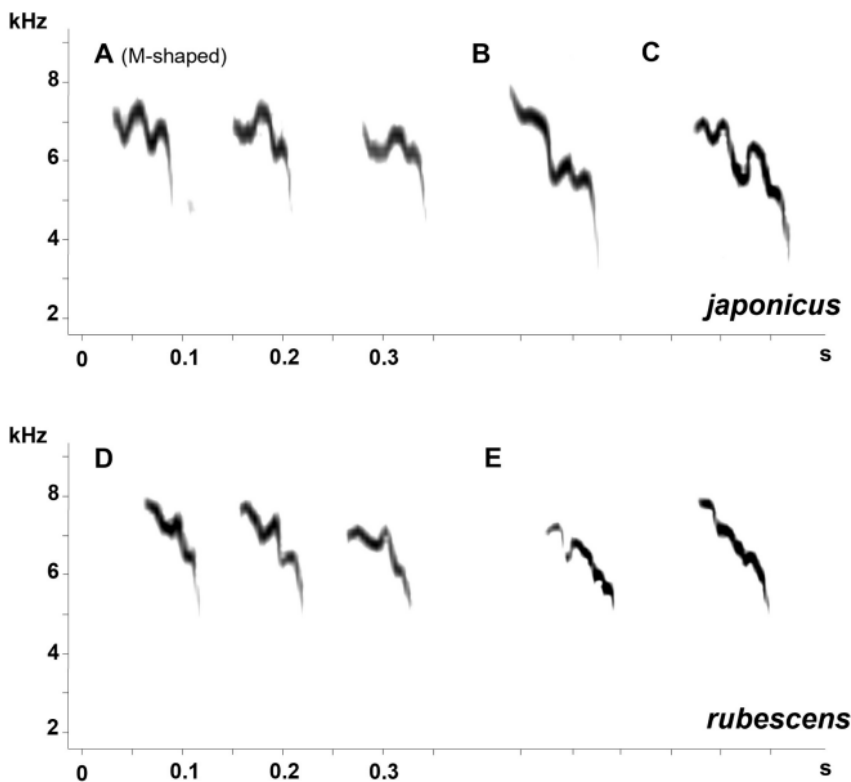 kHz
A (M-shaped) B C
8
6
4
2
japonicus
0 0.1 0.2 0.3 s
kHz
D E
8
6
4
2
rubescens
0 0.1 0.2 0.3 s